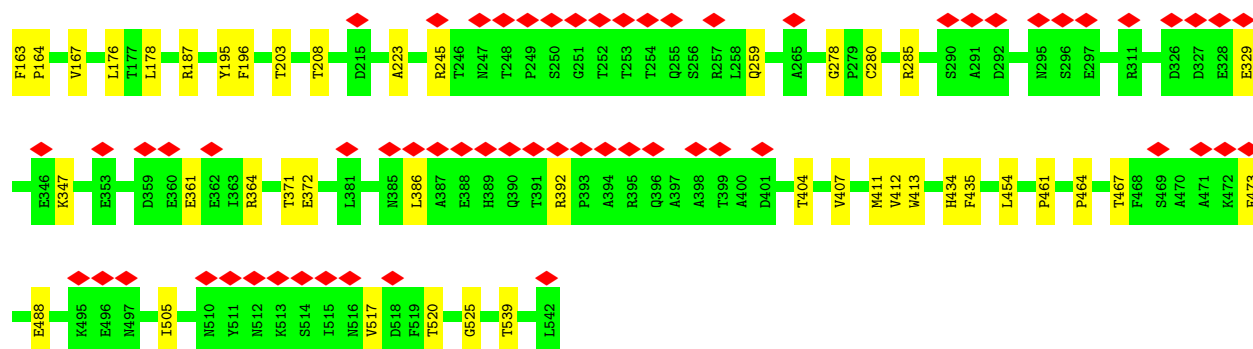 F163 P164 V167 L176 T177 L178 R187 Y195 F196 T203 T208 D215 A223 R245 T246 N247 T248 P249 S250 G251 T252 T253 T254 Q255 S256 R257 L258 Q259 A265 G278 P279 C280 R285 S290 A291 D292 N295 S296 E297 R311 D326 D327 E328 E329
E346 K347 E353 D359 E360 E361 E362 I363 R364 T371 E372 L381 N385 L386 A387 E388 H389 Q390 T391 R392 P393 A394 R395 Q396 A397 A398 T399 A400 D401 T404 V407 M411 V412 W413 H434 F435 L454 P461 P464 T467 F468 S469 A470 A471 K472 E473
E488 K495 E496 N497 I505 N510 Y511 N512 K513 S514 I515 N516 V517 D518 F519 T520 G525 T539 L542